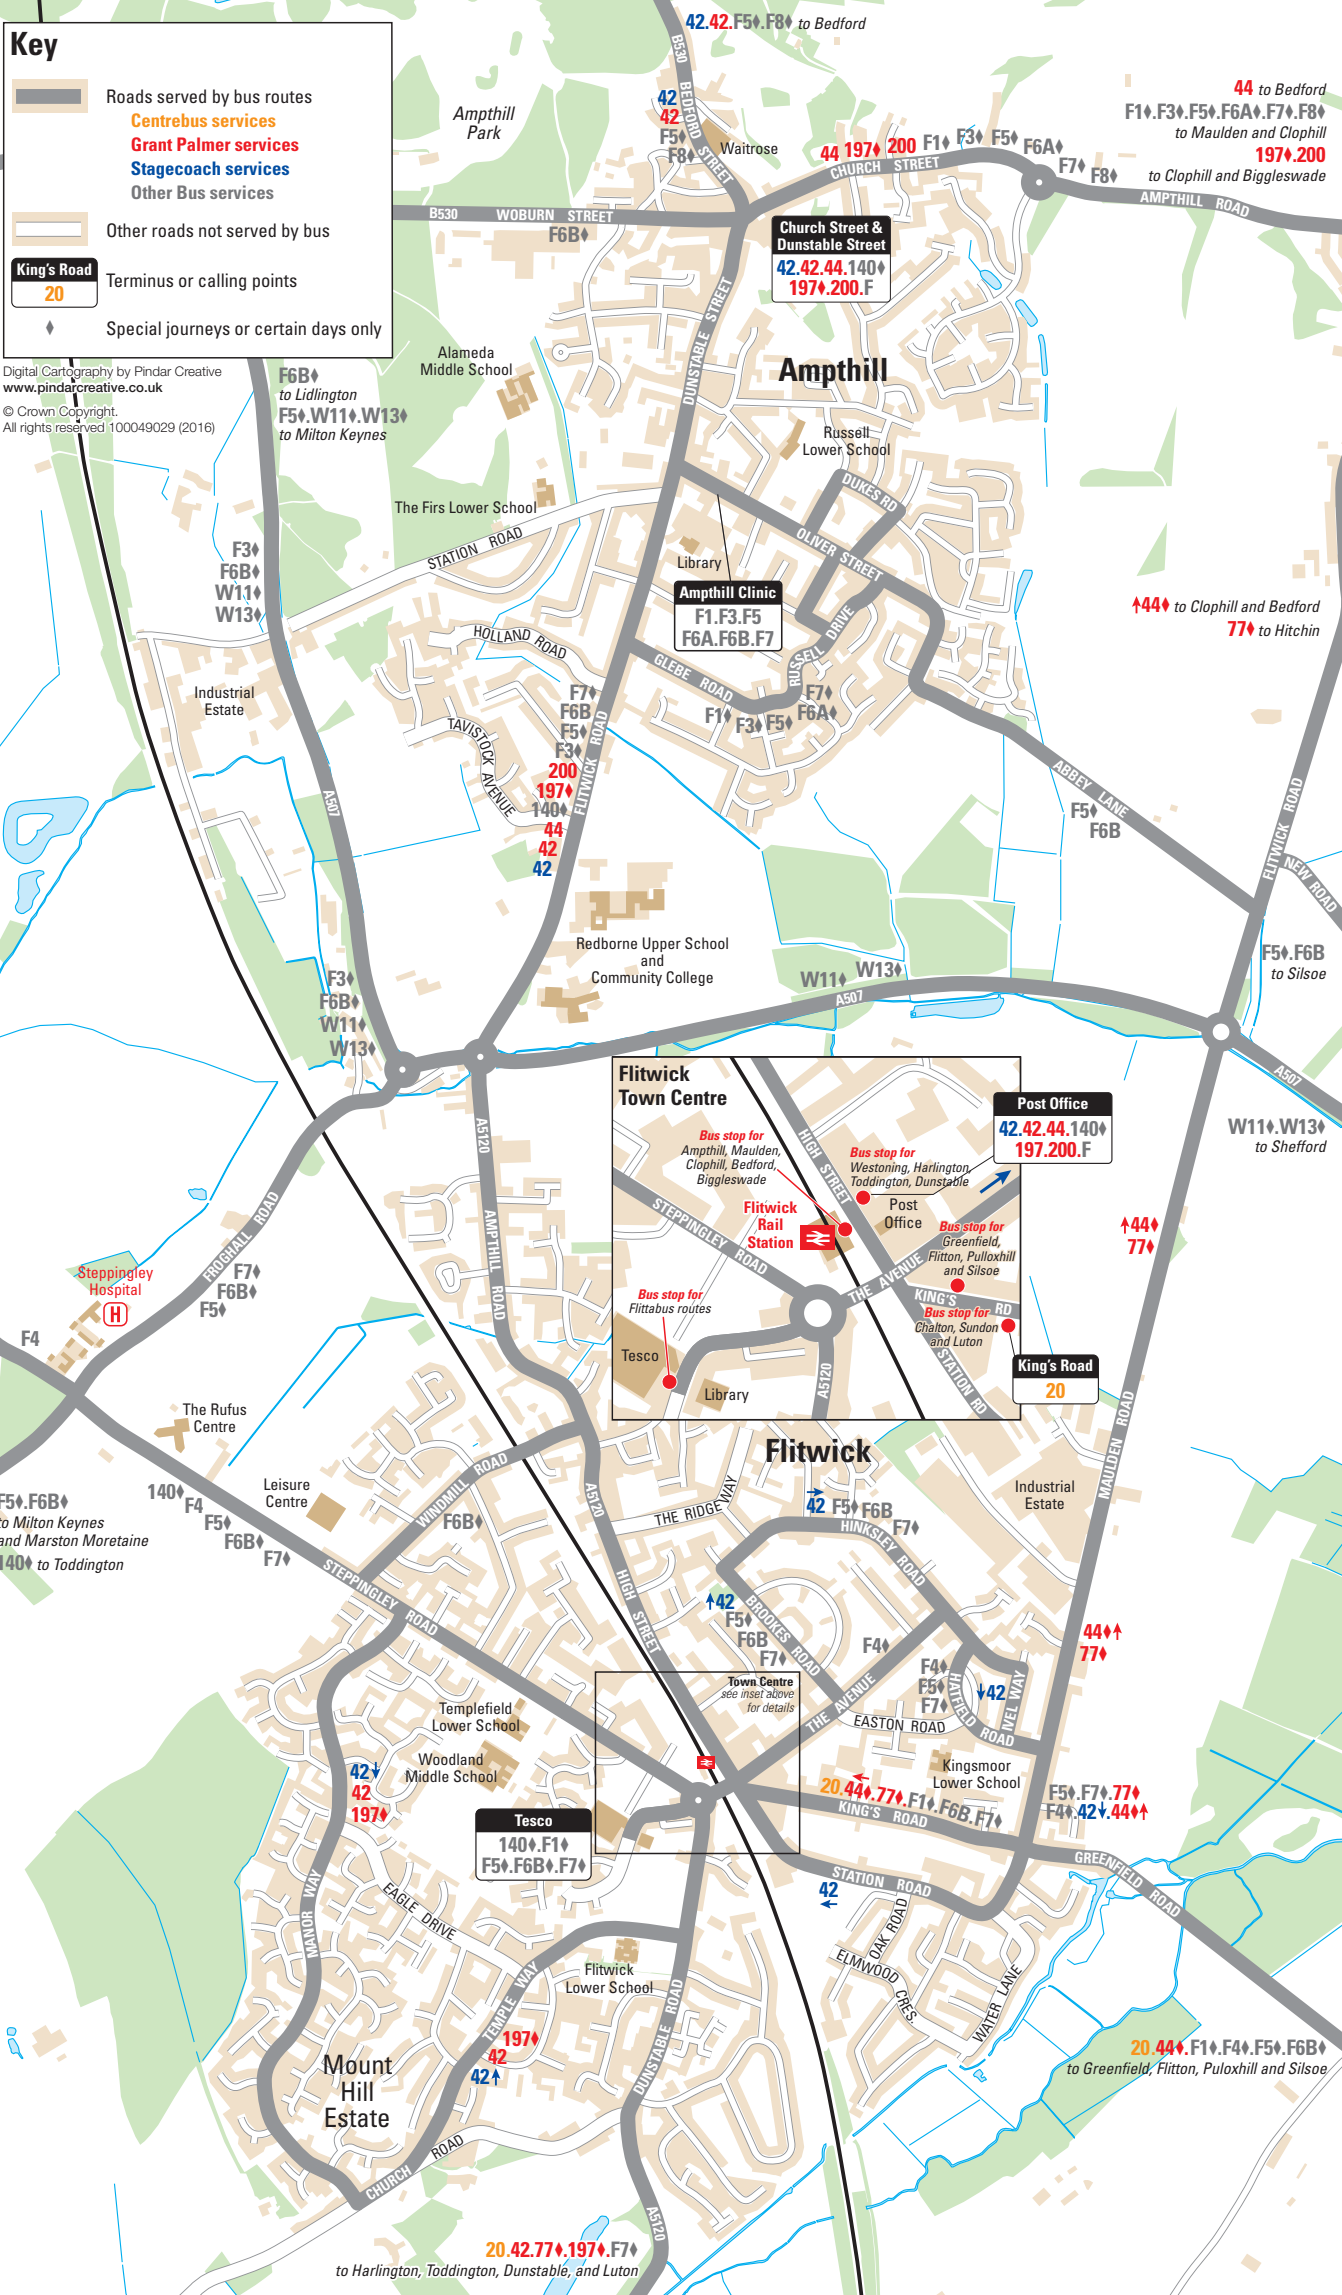 Key
Roads served by bus routes
Centrebus services
Grant Palmer services
Stagecoach services
Other Bus services
Other roads not served by bus
King's Road
20
Terminus or calling points
♦ Special journeys or certain days only
Digital Cartography by Pindar Creative
www.pindarcreative.co.uk
© Crown Copyright.
All rights reserved 100049029 (2016)
42.42.F5♦.F8♦ to Bedford
B530
BEDFORD STREET
42
42
F5♦
F8♦
Waitrose
Ampthill
Park
44 to Bedford
F1♦.F3♦.F5♦.F6A♦.F7♦.F8♦
to Maulden and Clophill
197♦.200
to Clophill and Biggleswade
44 197♦ 200 F1♦ F3♦ F5♦ F6A♦ F7♦ F8♦
CHURCH STREET
AMPTHILL ROAD
B530 WOBURN STREET
F6B♦
Church Street &
Dunstable Street
42.42.44.140♦
197♦.200.F
DUNSTABLE STREET
Ampthill
Alameda
Middle School
F6B♦
to Lidlington
F5♦.W11♦.W13♦
to Milton Keynes
Russell
Lower School
DUKES RD
The Firs Lower School
STATION ROAD
OLIVER STREET
Library
F3♦
F6B♦
W11♦
W13♦
Ampthill Clinic
F1.F3.F5
F6A.F6B.F7
↑44♦ to Clophill and Bedford
77♦ to Hitchin
HOLLAND ROAD
RUSSELL DRIVE
GLEBE ROAD
F1♦ F3♦ F5♦
F7♦
F6A♦
Industrial
Estate
TAVISTOCK AVENUE
F7♦
F6B
F5♦
F3♦
200
197♦
140♦
44
42
42
FLITWICK ROAD
A507
ABBEY LANE
F5♦
F6B
FLITWICK ROAD
NEW ROAD
Redborne Upper School
and
Community College
F5♦.F6B
to Silsoe
F3♦
F6B♦
W11♦
W13♦
W11♦ W13♦
A507
A507
W11♦.W13♦
to Shefford
A5120
AMPTHILL ROAD
Flitwick
Town Centre
Bus stop for
Ampthill, Maulden,
Clophill, Bedford,
Biggleswade
HIGH STREET
Bus stop for
Westoning, Harlington,
Toddington, Dunstable
Post Office
42.42.44.140♦
197.200.F
STEPPINGLEY ROAD
Flitwick
Rail
Station
Post
Office
Bus stop for
Greenfield,
Flitton, Pulloxhill
and Silsoe
THE AVENUE
KING'S RD
Bus stop for
Flittabus routes
Bus stop for
Chalton, Sundon
and Luton
Tesco
Library
A5120
STATION RD
King's Road
20
↑44♦
77♦
FROGHALL ROAD
F7♦
F6B♦
F5♦
Steppingley
Hospital
H
F4
The Rufus
Centre
Flitwick
MAULDEN ROAD
Industrial
Estate
Leisure
Centre
WINDMILL ROAD
F6B♦
A5120
THE RIDGEWAY
→
42 F5♦ F6B
F7♦
HINKSLEY ROAD
F5♦.F6B♦
to Milton Keynes
and Marston Moretaine
140♦ to Toddington
140♦
F4
F5♦
F6B♦
F7♦
STEPPINGLEY ROAD
HIGH STREET
↑42
F5♦
F6B
F7♦
BROOKES ROAD
F4♦
THE AVENUE
F4♦
F5♦
F7♦
HATFIELD ROAD
↓42
IVEL WAY
44♦↑
77♦
Town Centre
see inset above
for details
EASTON ROAD
Templefield
Lower School
Woodland
Middle School
Kingsmoor
Lower School
42↓
42
197♦
←
20.44♦.77♦.F1♦.F6B.F7♦
KING'S ROAD
F5♦.F7♦.77♦
F4♦.42↓.44♦↑
Tesco
140♦.F1♦
F5♦.F6B♦.F7♦
GREENFIELD ROAD
STATION ROAD
42
←
MANOR WAY
EAGLE DRIVE
OAK ROAD
ELMWOOD CRES.
WATER LANE
Flitwick
Lower School
TEMPLE WAY
197♦
42
42↑
DUNSTABLE ROAD
Mount
Hill
Estate
20.44♦.F1♦.F4♦.F5♦.F6B♦
to Greenfield, Flitton, Puloxhill and Silsoe
CHURCH ROAD
A5120
20.42.77♦.197♦.F7♦
to Harlington, Toddington, Dunstable, and Luton